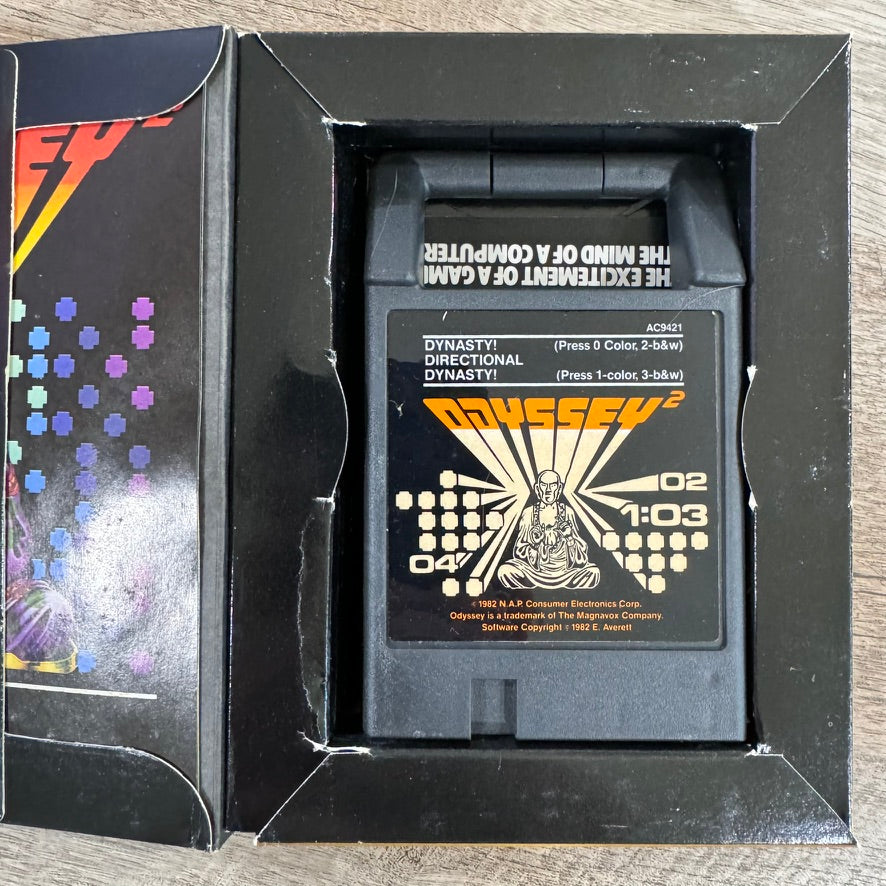 EY2
THE EXCITEMENT OF A GAM
THE MIND OF A COMPUTER
AC9421
DYNASTY! (Press 0 Color, 2-b&w)
DIRECTIONAL
DYNASTY! (Press 1-color, 3-b&w)
ODYSSEY2
02
1:03
04
© 1982 N.A.P. Consumer Electronics Corp.
Odyssey is a trademark of The Magnavox Company.
Software Copyright © 1982 E. Averett